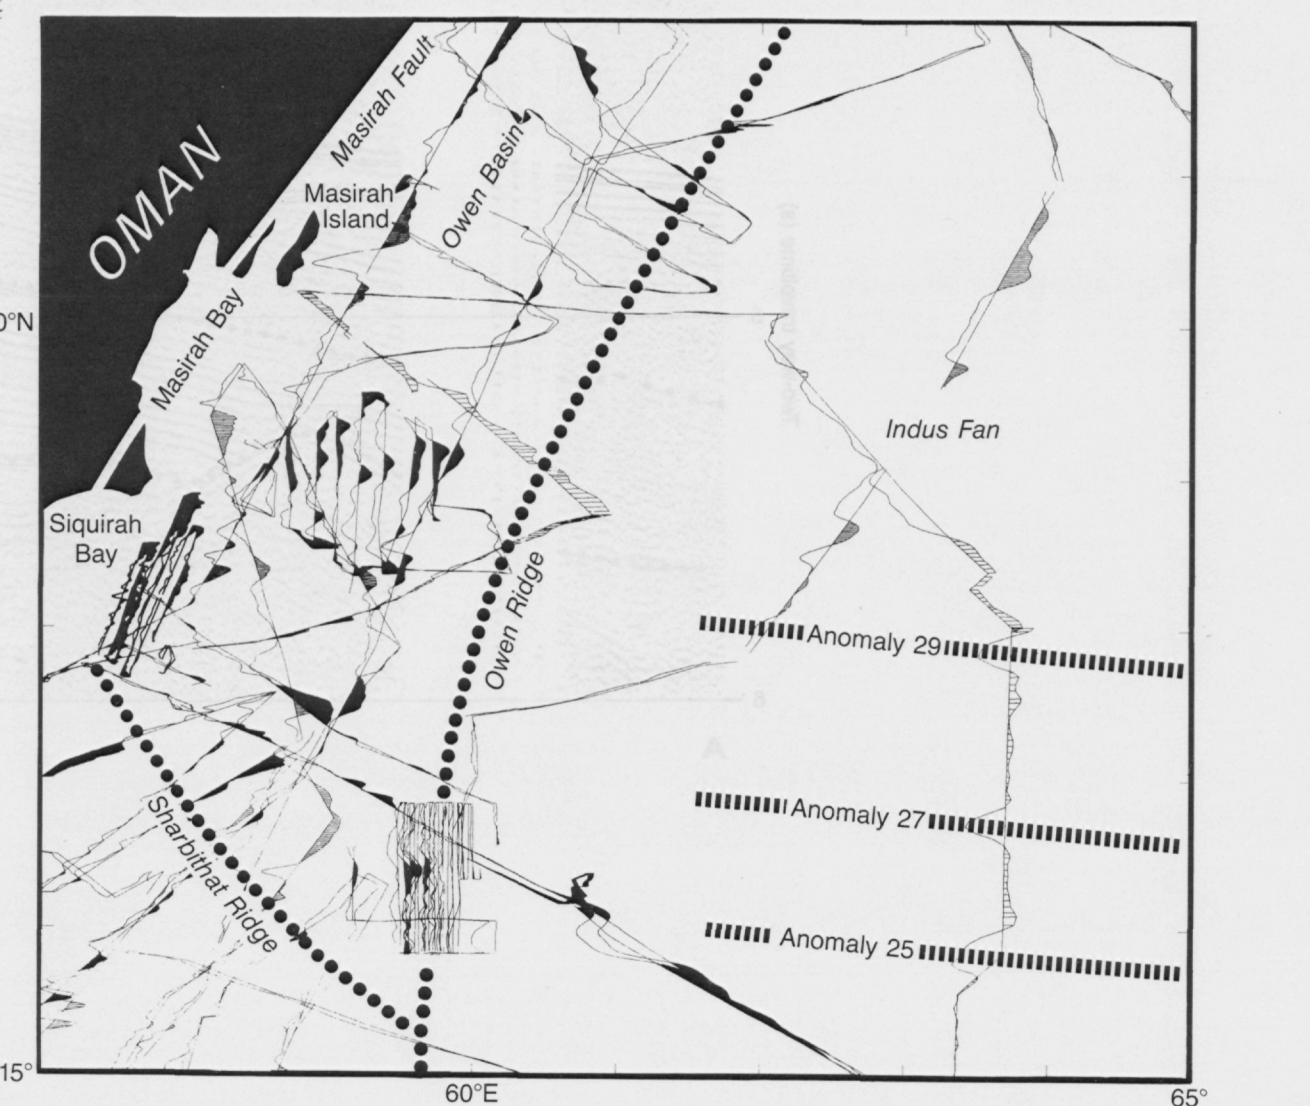 Masirah Fault
OMAN
Masirah
Island
Owen Basin
0°N
Masirah Bay
Indus Fan
Siquirah
Bay
Owen Ridge
Anomaly 29
Anomaly 27
Sharbithat Ridge
Anomaly 25
15°
60°E
65°